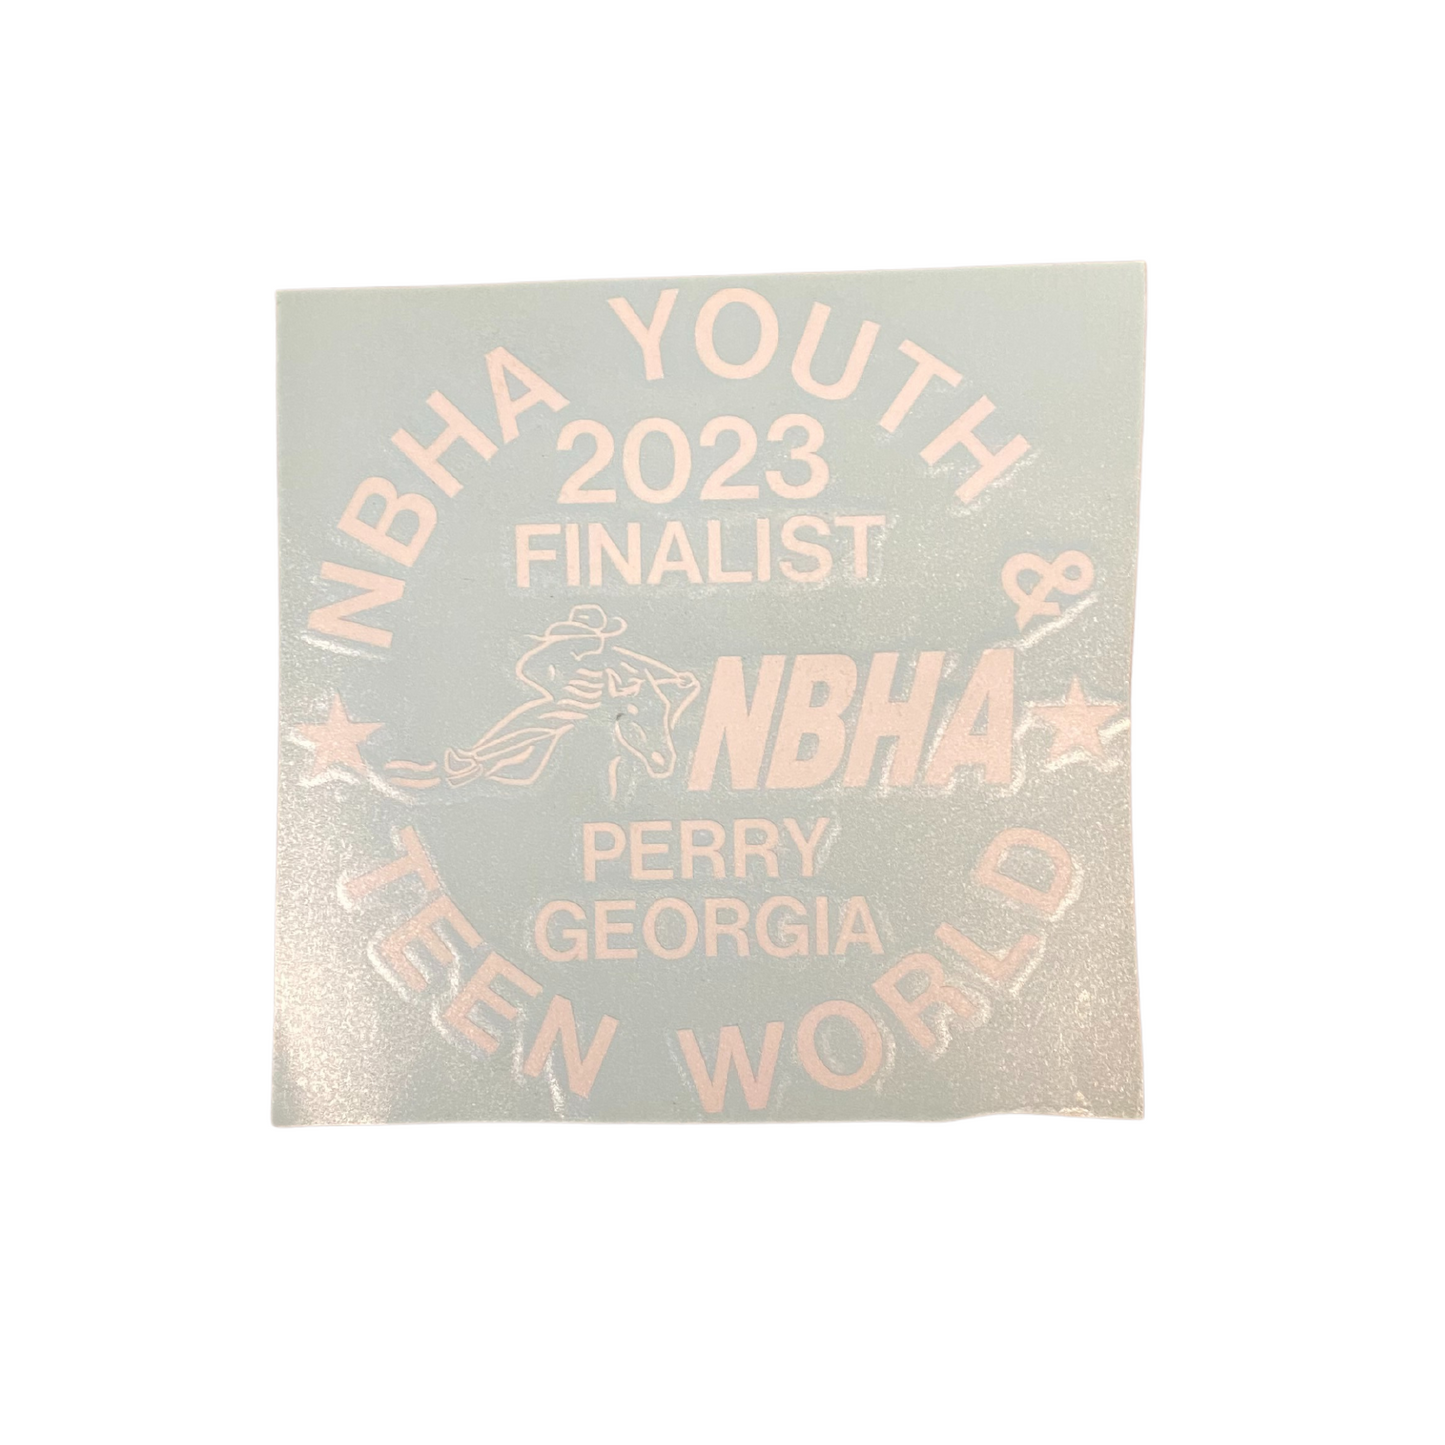 NBHA YOUTH &
2023
FINALIST
NBHA
PERRY
GEORGIA
TEEN WORLD